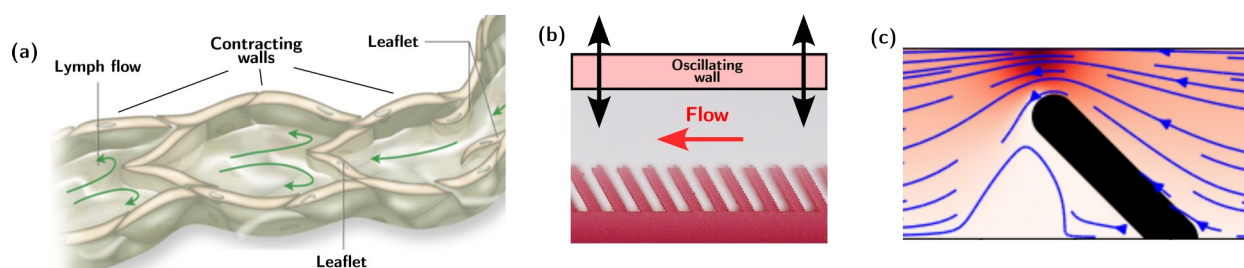 (a)
Lymph flow
Contracting
walls
Leaflet
Leaflet
(b)
Oscillating
wall
Flow
(c)